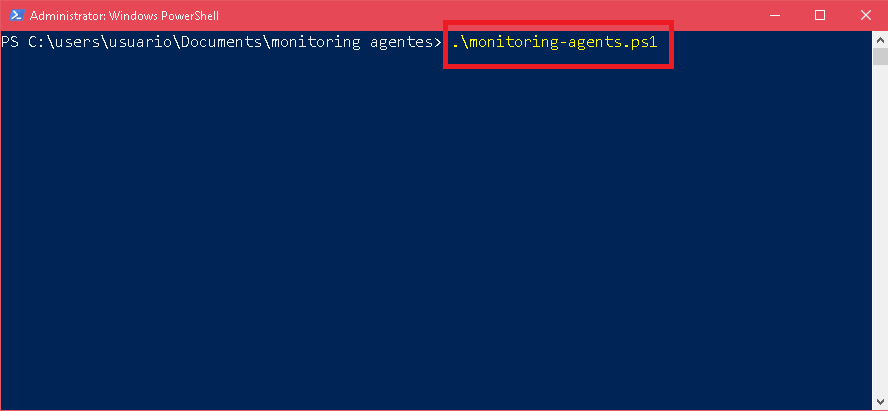 Administrator: Windows PowerShell
PS C:\users\usuario\Documents\monitoring agentes> .\monitoring-agents.ps1